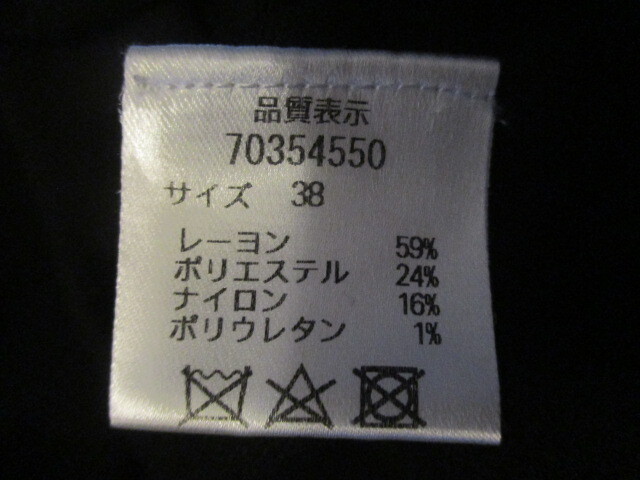 品質表示
70354550
サイズ 38
レーヨン 59%
ポリエステル 24%
ナイロン 16%
ポリウレタン 1%